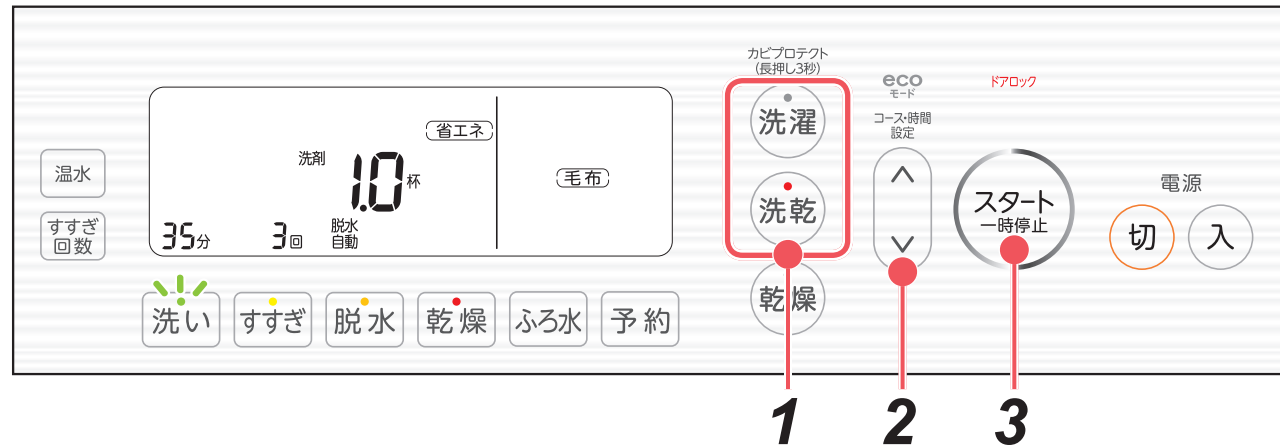 温水
すすぎ
回数
省エネ
洗剤
1.0
杯
毛布
35分
3回
脱水
自動
洗い
すすぎ
脱水
乾燥
ふろ水
予約
カビプロテクト
(長押し3秒)
洗濯
洗乾
乾燥
eco
モード
コース・時間
設定
ドアロック
スタート
一時停止
電源
切
入
1
2
3